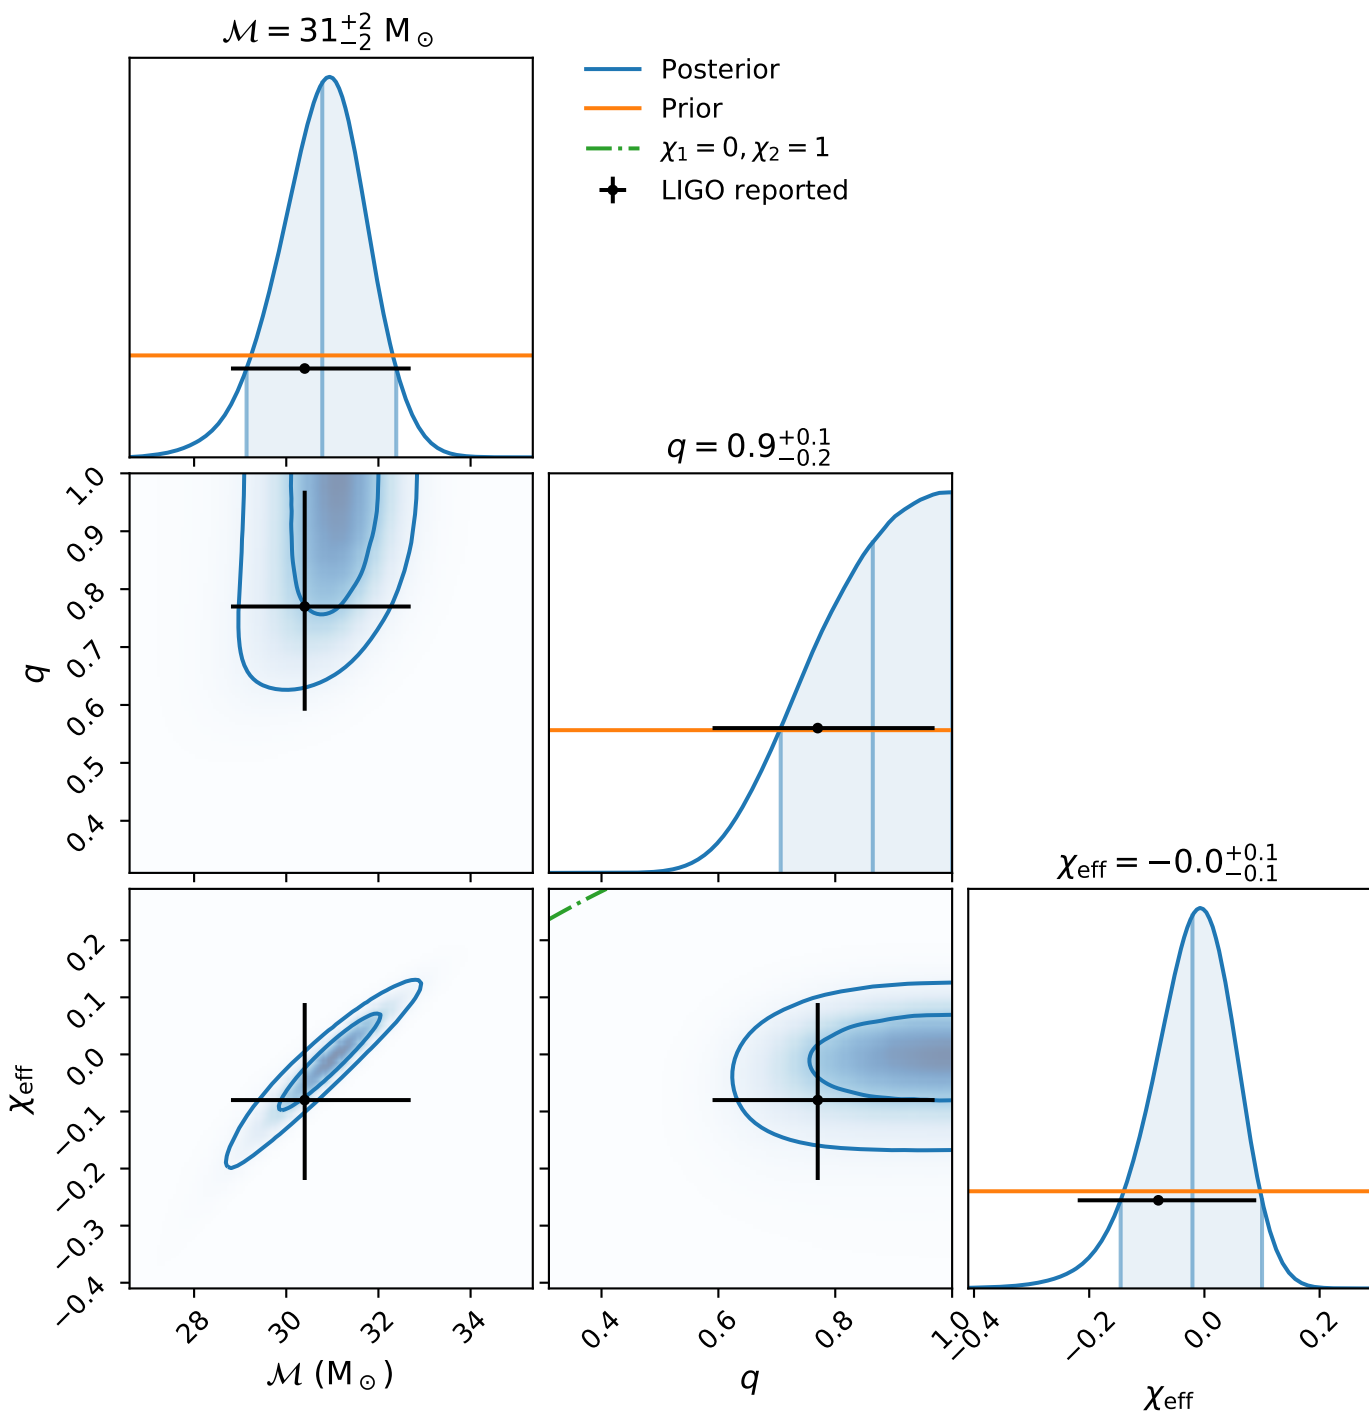 ℳ = 31⁺²₋₂ M⊙
Posterior
Prior
χ₁ = 0, χ₂ = 1
LIGO reported
q = 0.9⁺⁰·¹₋₀.₂
1.0
0.9
0.8
0.7
0.6
0.5
0.4
q
χeff = −0.0⁺⁰·¹₋₀.₁
0.2
0.1
0.0
−0.1
−0.2
−0.3
−0.4
χeff
28 30 32 34
ℳ (M⊙)
0.4 0.6 0.8 1.0
q
−0.4 −0.2 0.0 0.2
χeff